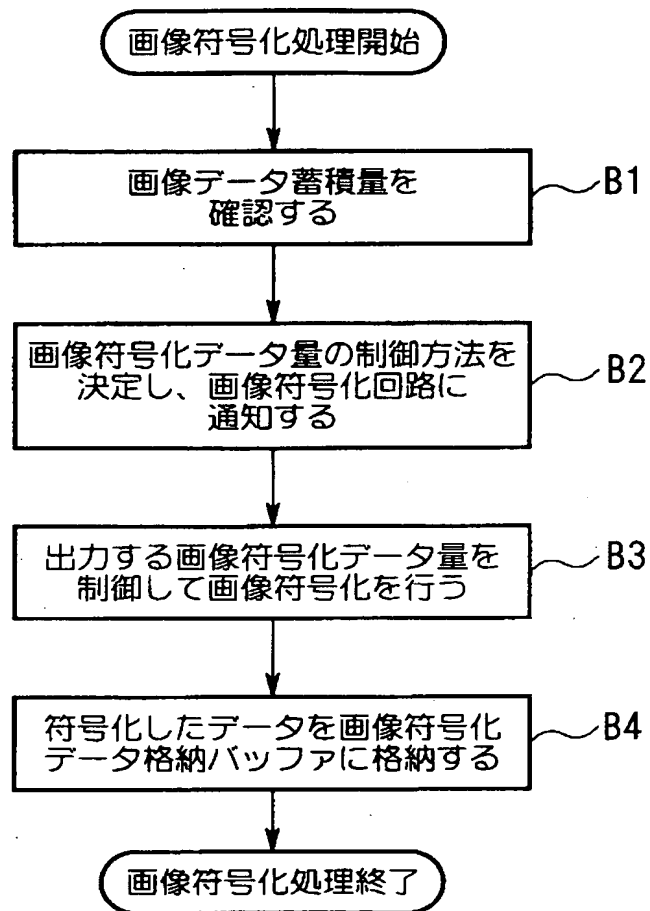 画像符号化処理開始
画像データ蓄積量を
確認する
B1
画像符号化データ量の制御方法を
決定し、画像符号化回路に
通知する
B2
出力する画像符号化データ量を
制御して画像符号化を行う
B3
符号化したデータを画像符号化
データ格納バッファに格納する
B4
画像符号化処理終了